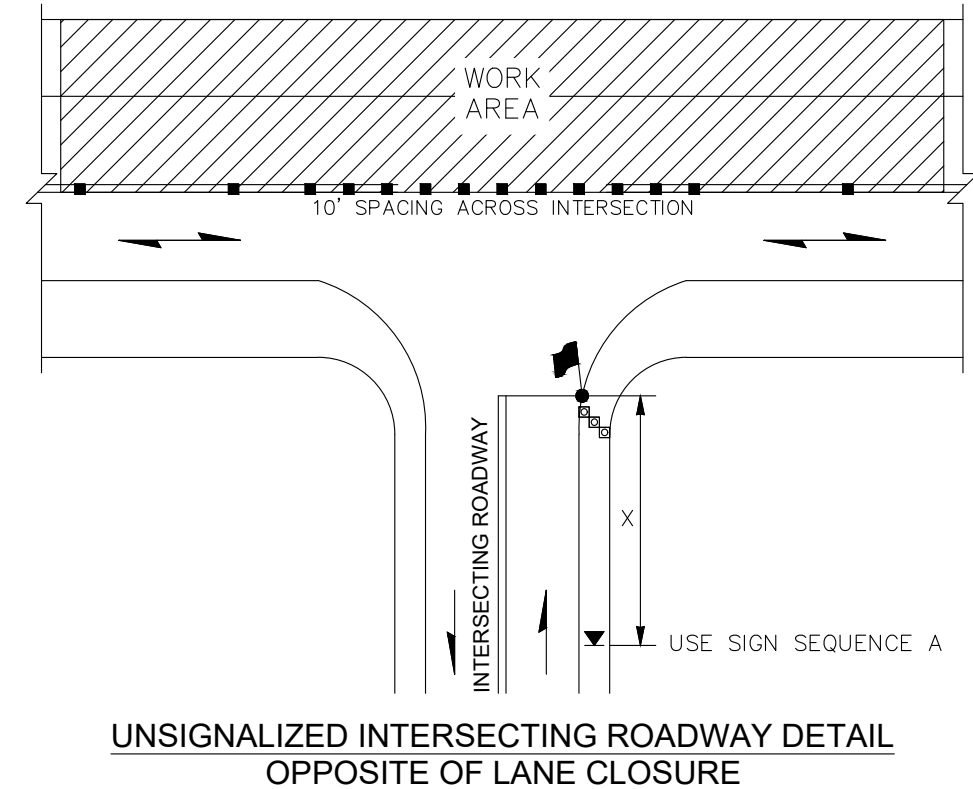 WORK
AREA
10' SPACING ACROSS INTERSECTION
INTERSECTING ROADWAY
X
USE SIGN SEQUENCE A
UNSIGNALIZED INTERSECTING ROADWAY DETAIL
OPPOSITE OF LANE CLOSURE